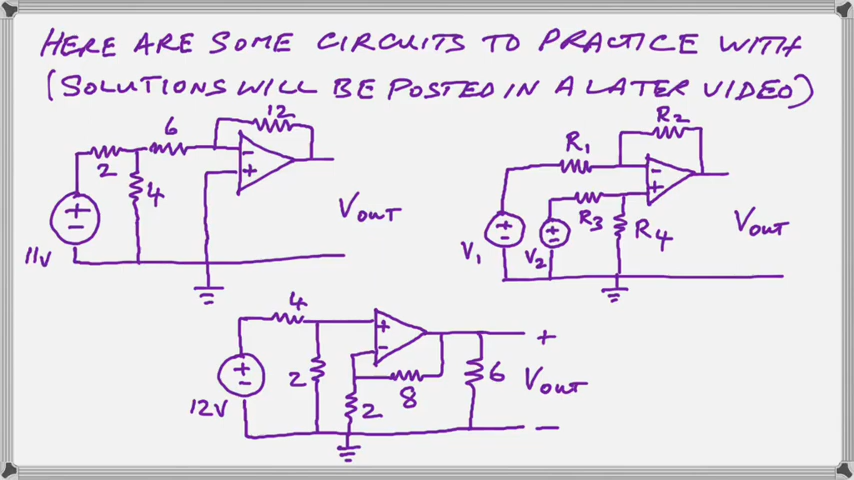 HERE ARE SOME CIRCUITS TO PRACTICE WITH
(SOLUTIONS WILL BE POSTED IN A LATER VIDEO)
2
6
12
4
+
-
-
+
11V
VOUT
R1
R2
-
+
R3
R4
+
-
+
-
V1
V2
VOUT
4
+
-
+
-
12V
2
2
8
6
+
VOUT
-